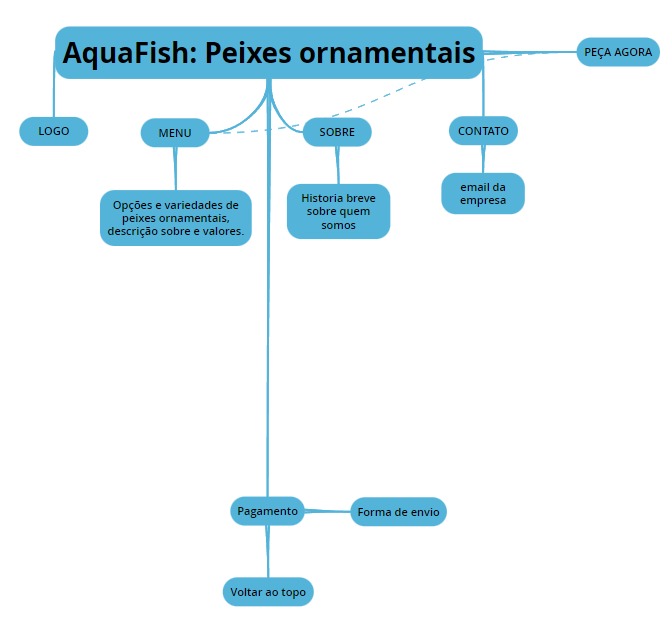 AquaFish: Peixes ornamentais
PEÇA AGORA
LOGO
MENU
SOBRE
CONTATO
Opções e variedades de
peixes ornamentais,
descrição sobre e valores.
Historia breve
sobre quem
somos
email da
empresa
Pagamento
Forma de envio
Voltar ao topo